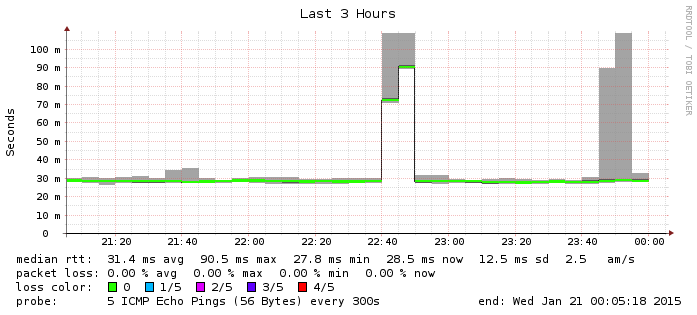 Last 3 Hours
RRDTOOL / TOBI OETIKER
Seconds
100 m
90 m
80 m
70 m
60 m
50 m
40 m
30 m
20 m
10 m
0
21:20 21:40 22:00 22:20 22:40 23:00 23:20 23:40 00:00
median rtt: 31.4 ms avg 90.5 ms max 27.8 ms min 28.5 ms now 12.5 ms sd 2.5 am/s
packet loss: 0.00 % avg 0.00 % max 0.00 % min 0.00 % now
loss color: 0 1/5 2/5 3/5 4/5
probe: 5 ICMP Echo Pings (56 Bytes) every 300s end: Wed Jan 21 00:05:18 2015